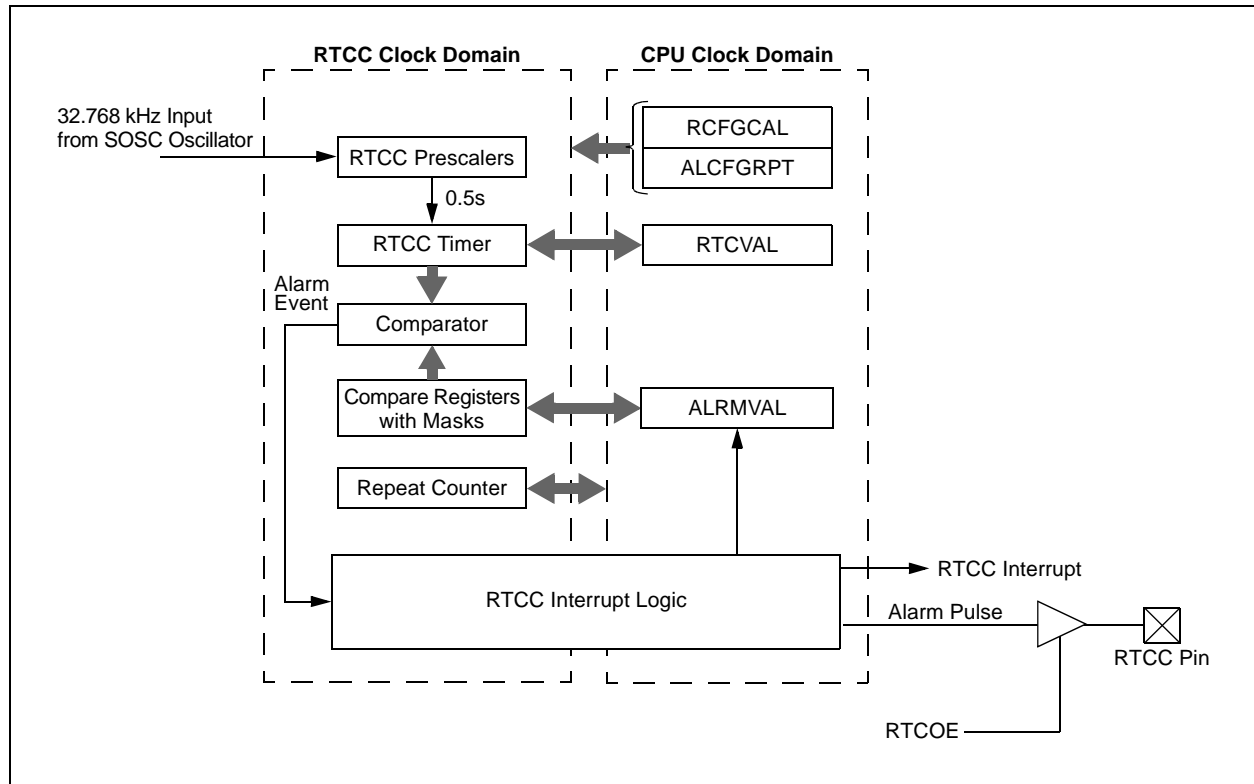 RTCC Clock Domain
CPU Clock Domain
32.768 kHz Input
from SOSC Oscillator
RCFGCAL
ALCFGRPT
RTCC Prescalers
0.5s
RTCC Timer
RTCVAL
Alarm
Event
Comparator
Compare Registers
with Masks
ALRMVAL
Repeat Counter
RTCC Interrupt Logic
RTCC Interrupt
Alarm Pulse
RTCC Pin
RTCOE